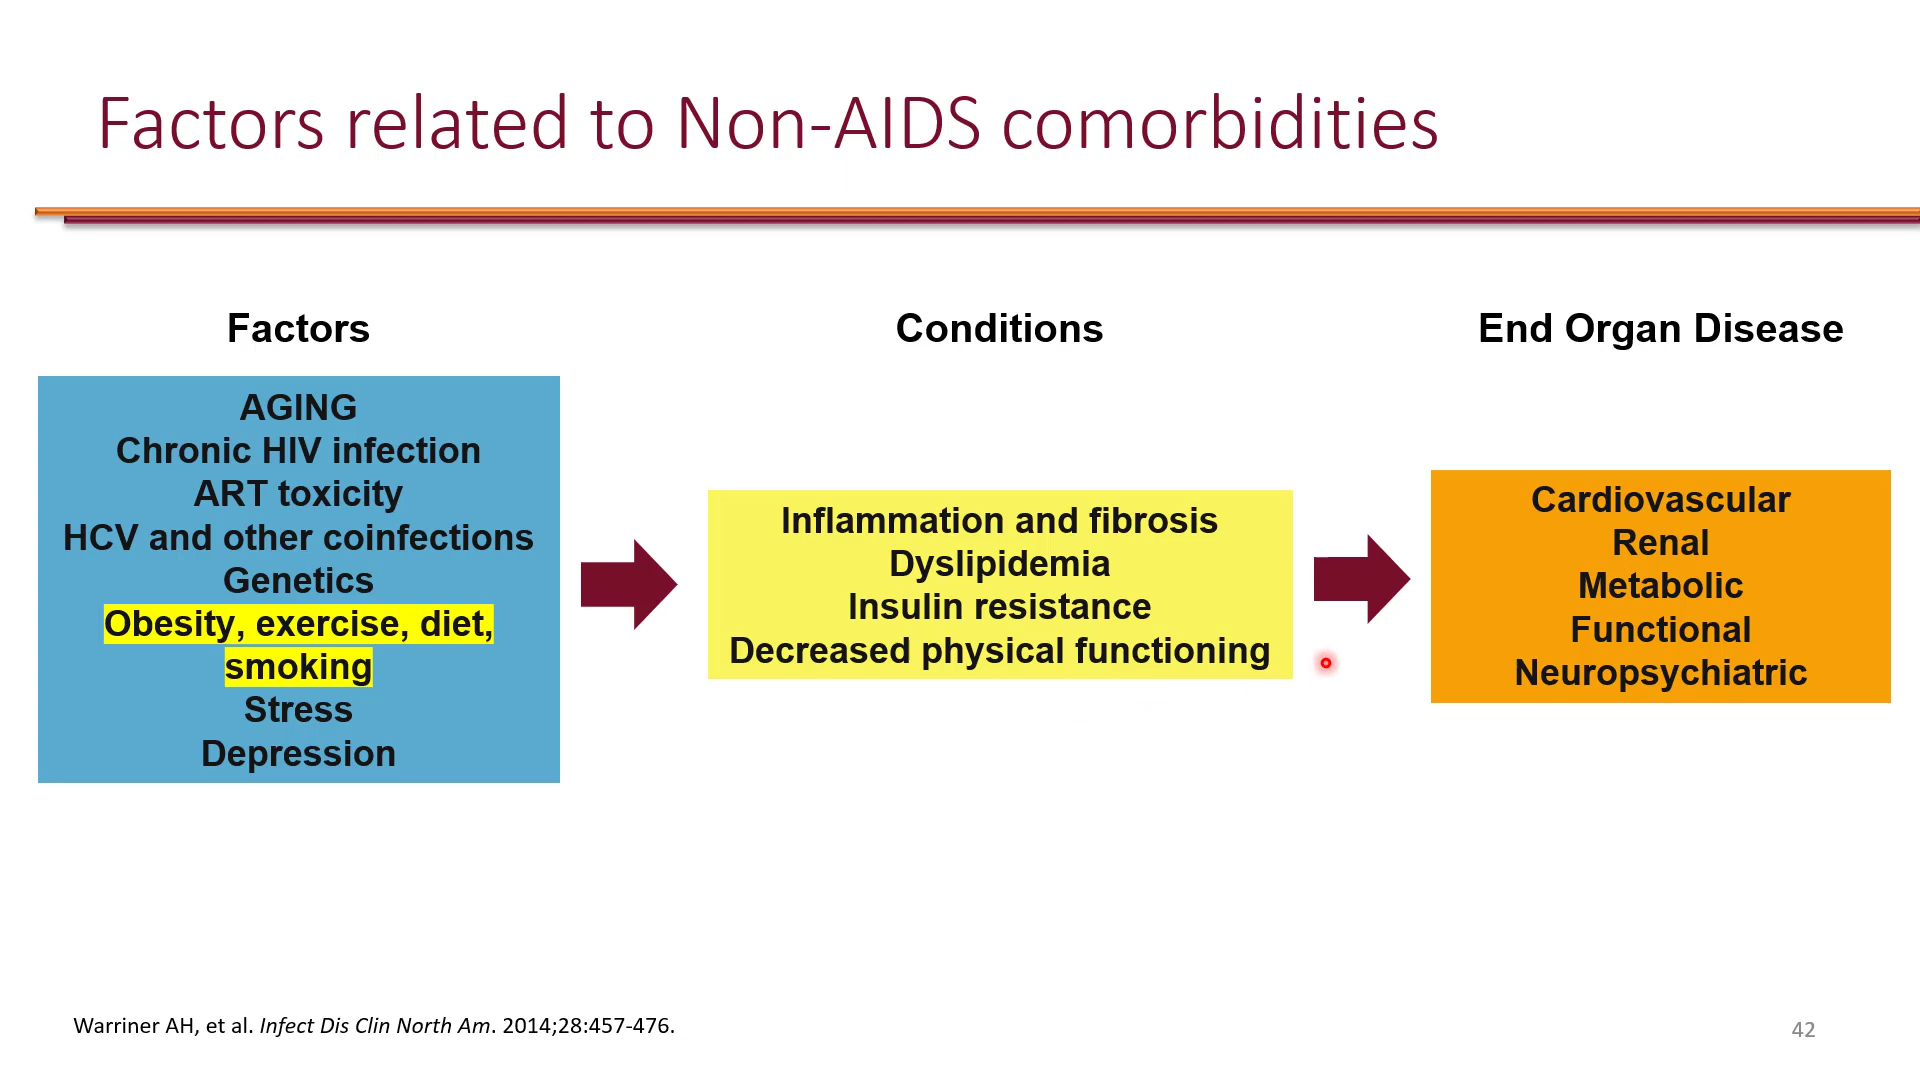 Factors related to Non-AIDS comorbidities
Factors
AGING
Chronic HIV infection
ART toxicity
HCV and other coinfections
Genetics
Obesity, exercise, diet,
smoking
Stress
Depression
Conditions
Inflammation and fibrosis
Dyslipidemia
Insulin resistance
Decreased physical functioning
End Organ Disease
Cardiovascular
Renal
Metabolic
Functional
Neuropsychiatric
Warriner AH, et al. Infect Dis Clin North Am. 2014;28:457-476.
42